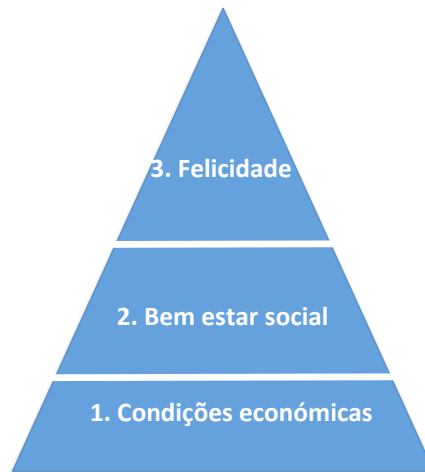 3. Felicidade
2. Bem estar social
1. Condições económicas